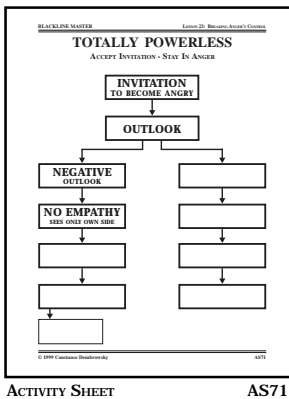 BLACKLINE MASTER LESSON 23: BREAKING ANGER'S CONTROL
TOTALLY POWERLESS
ACCEPT INVITATION - STAY IN ANGER
INVITATION
TO BECOME ANGRY
OUTLOOK
NEGATIVE
OUTLOOK
NO EMPATHY
SEES ONLY OWN SIDE
© 1999 Constance Dembrowsky AS71
ACTIVITY SHEET AS71